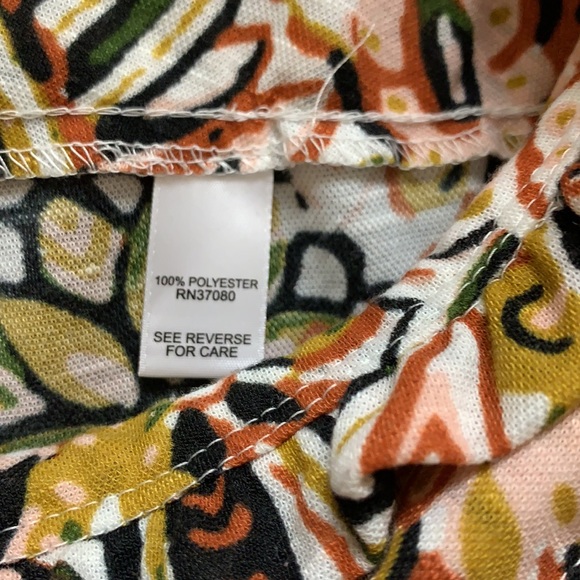 100% POLYESTER
RN37080
SEE REVERSE
FOR CARE